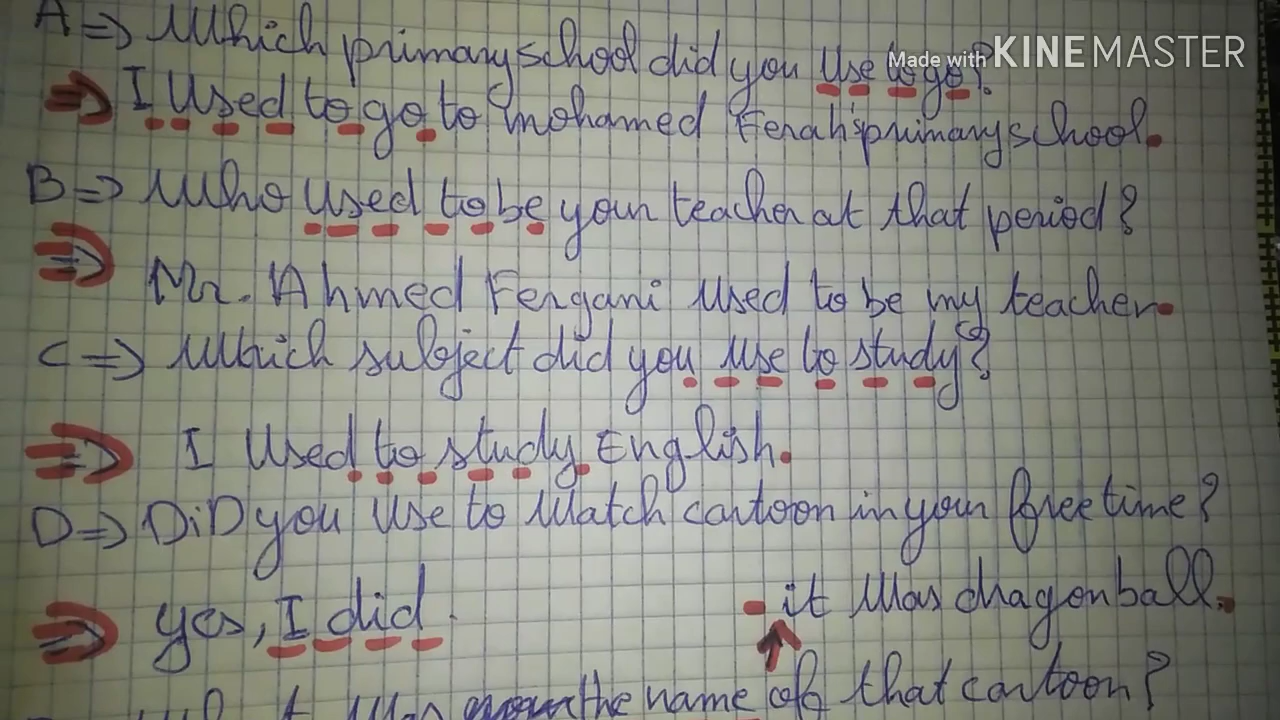 A => Which primary school did you use to go?
Made with KINEMASTER
=> I used to go to mohamed Ferah's primary school.
B => Who used to be your teacher at that period?
=> Mr. Ahmed Fergani used to be my teacher.
C => Which subject did you use to study?
=> I used to study English.
D => DiD you use to watch cartoon in your free time?
=> yes, I did. - it was dragon ball.
was the name of that cartoon?